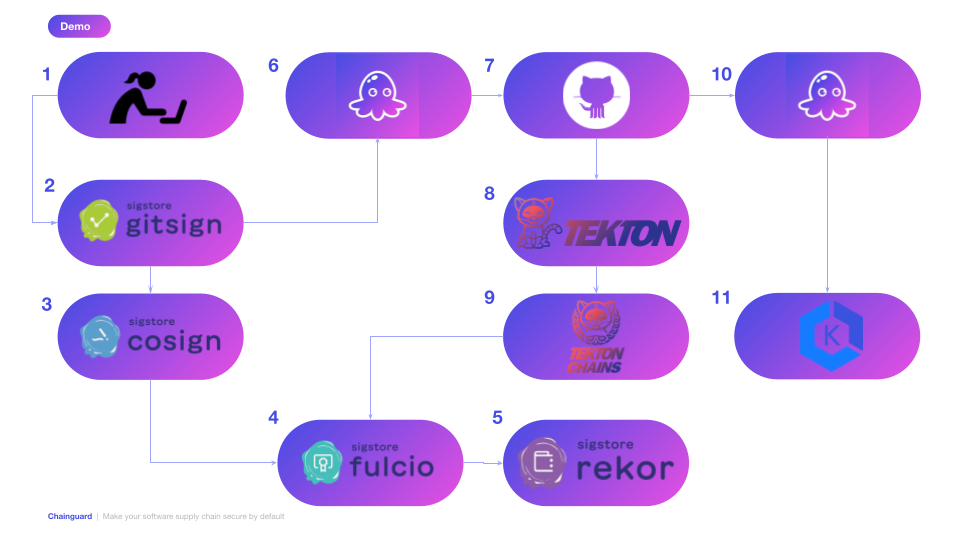 Demo
1
6
7
10
2
sigstore
gitsign
8
TEKTON
3
sigstore
cosign
9
TEKTON
CHAINS
11
K
4
sigstore
fulcio
5
sigstore
rekor
Chainguard | Make your software supply chain secure by default